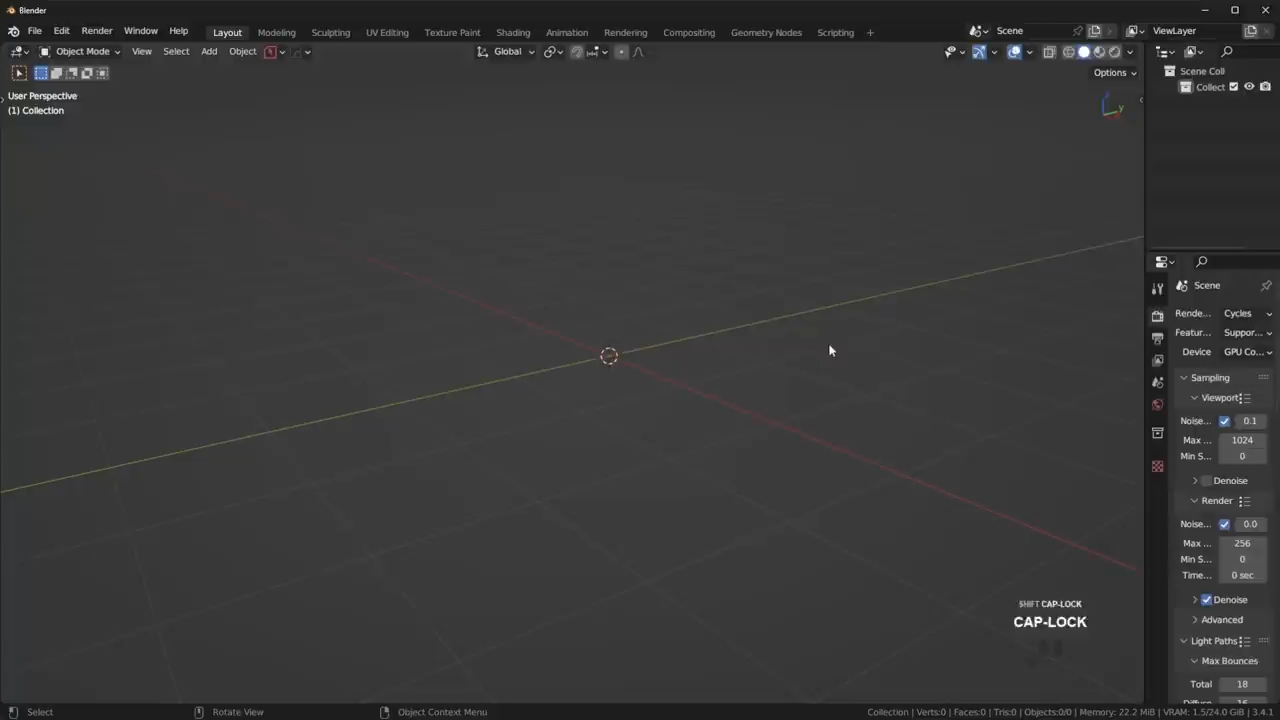 Blender
File Edit Render Window Help Layout Modeling Sculpting UV Editing Texture Paint Shading Animation Rendering Compositing Geometry Nodes Scripting + Scene ViewLayer
Object Mode View Select Add Object Global
Options
User Perspective
(1) Collection
Y
Scene Coll
Collect
Scene
Rende... Cycles
Featur... Suppor...
Device GPU Co...
Sampling
Viewport
Noise... 0.1
Max ... 1024
Min S... 0
Denoise
Render
Noise... 0.0
Max ... 256
Min S... 0
Time... 0 sec
Denoise
Advanced
Light Paths
Max Bounces
Total 18
SHIFT CAP-LOCK
CAP-LOCK
Select Rotate View Object Context Menu Collection | Verts:0 | Faces:0 | Tris:0 | Objects:0/0 | Memory: 22.2 MiB | VRAM: 1.5/24.0 GiB | 3.4.1